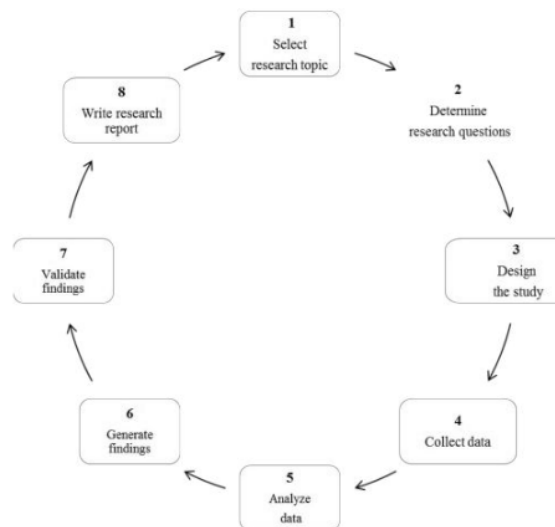 1
Select
research topic
2
Determine
research questions
3
Design
the study
4
Collect data
5
Analyze
data
6
Generate
findings
7
Validate
findings
8
Write research
report